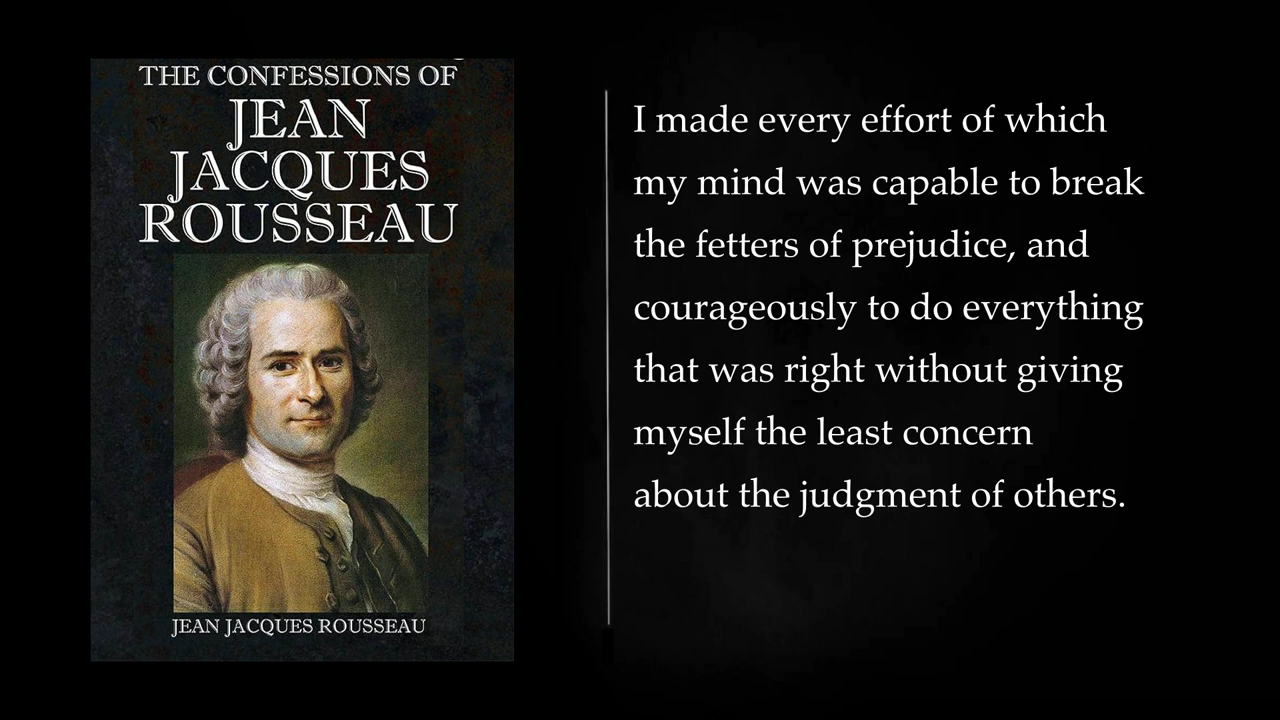 THE CONFESSIONS OF
JEAN
JACQUES
ROUSSEAU
JEAN JACQUES ROUSSEAU
I made every effort of which
my mind was capable to break
the fetters of prejudice, and
courageously to do everything
that was right without giving
myself the least concern
about the judgment of others.